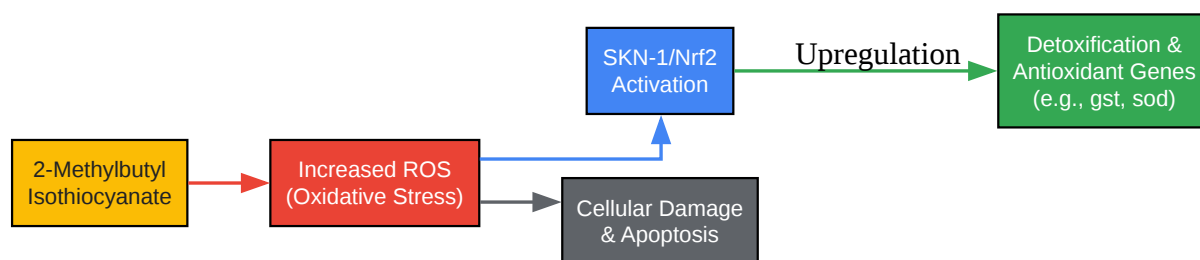 2-Methylbutyl
Isothiocyanate
Increased ROS
(Oxidative Stress)
SKN-1/Nrf2
Activation
Cellular Damage
& Apoptosis
Upregulation
Detoxification &
Antioxidant Genes
(e.g., gst, sod)